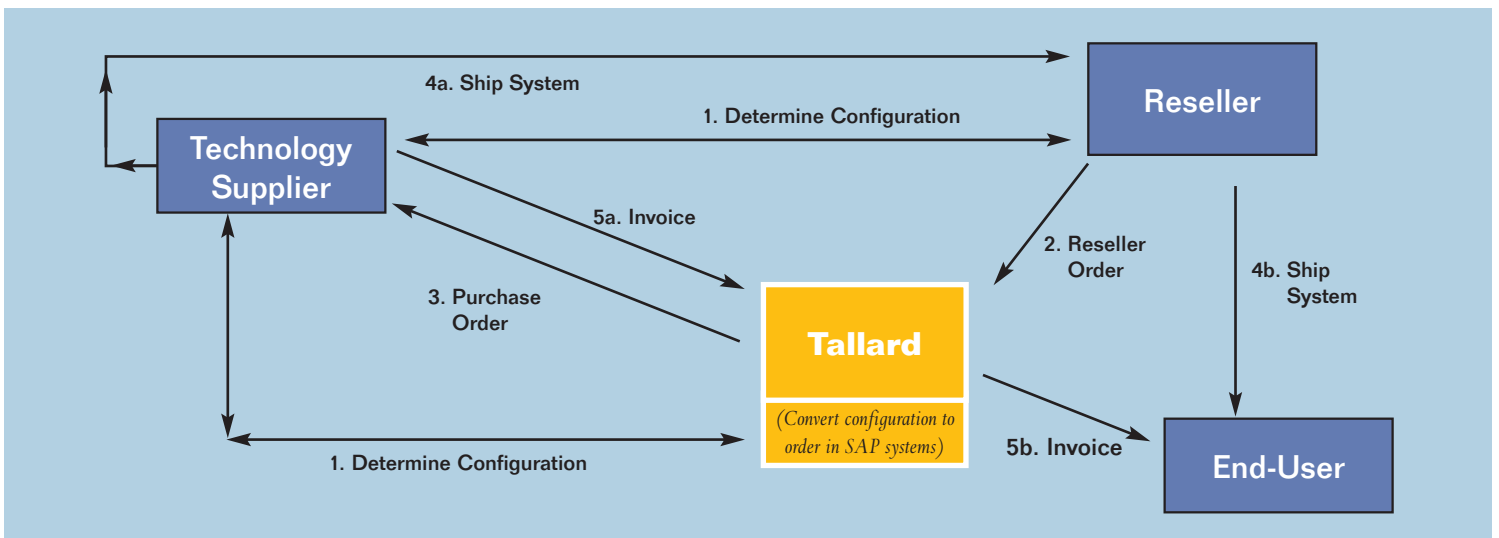 4a. Ship System
Reseller
1. Determine Configuration
Technology
Supplier
5a. Invoice
2. Reseller
Order
4b. Ship
System
3. Purchase
Order
Tallard
(Convert configuration to
order in SAP systems)
5b. Invoice
End-User
1. Determine Configuration